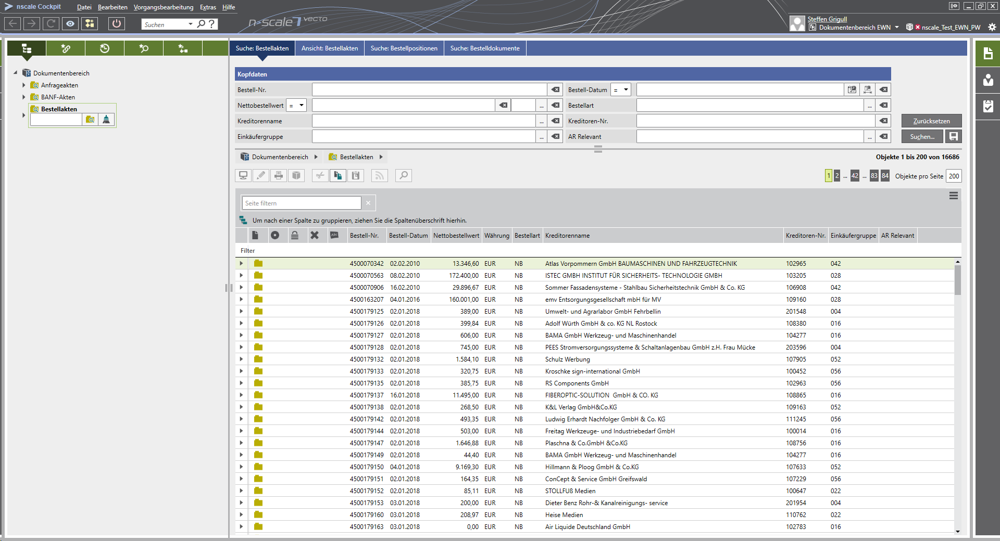 nscale Cockpit Datei Bearbeiten Vorgangsbearbeitung Extras Hilfe
Suchen ?
n-scale7 vecto
Steffen Grigull
Dokumentenbereich EWN nscale_Test_EWN_PW
Suche: Bestellakten Ansicht: Bestellakten Suche: Bestellpositionen Suche: Bestelldokumente
Dokumentenbereich
Anfrageakten
BANF-Akten
Bestellakten
Kopfdaten
Bestell-Nr. Bestell-Datum =
Nettobestellwert = ... Bestellart ...
Kreditorenname ... Kreditoren-Nr. Zurücksetzen
Einkäufergruppe ... AR Relevant ... Suchen...
Dokumentenbereich Bestellakten Objekte 1 bis 200 von 16686
1 2 ... 42 ... 83 84 Objekte pro Seite 200
Seite filtern
Um nach einer Spalte zu gruppieren, ziehen Sie die Spaltenüberschrift hierhin.
Abc Bestell-Nr. Bestell-Datum Nettobestellwert Währung Bestellart Kreditorenname Kreditoren-Nr. Einkäufergruppe AR Relevant
Filter
4500070342 02.02.2010 13.346,60 EUR NB Atlas Vorpommern GmbH BAUMASCHINEN UND FAHRZEUGTECHNIK 102965 042
4500070563 08.02.2010 172.400,00 EUR NB ISTEC GMBH INSTITUT FÜR SICHERHEITS- TECHNOLOGIE GMBH 103205 028
4500070906 16.02.2010 29.896,67 EUR NB Sommer Fassadensysteme - Stahlbau Sicherheitstechnik GmbH & Co. KG 106908 042
4500163207 04.01.2016 160.001,00 EUR NB emv Entsorgungsgesellschaft mbH für MV 109160 028
4500179125 02.01.2018 389,00 EUR NB Umwelt- und Agrarlabor GmbH Fehrbellin 201548 004
4500179126 02.01.2018 399,84 EUR NB Adolf Würth GmbH & co. KG NL Rostock 108380 016
4500179127 02.01.2018 606,00 EUR NB BAMA GmbH Werkzeug- und Maschinenhandel 104277 016
4500179128 02.01.2018 745,00 EUR NB PEES Stromversorgungssysteme & Schaltanlagenbau GmbH z.H. Frau Mücke 203596 004
4500179132 02.01.2018 1.584,10 EUR NB Schulz Werbung 107905 052
4500179133 02.01.2018 320,75 EUR NB Kroschke sign-international GmbH 100452 056
4500179135 02.01.2018 385,75 EUR NB RS Components GmbH 102963 056
4500179137 16.01.2018 11.495,00 EUR NB FIBEROPTIC-SOLUTION GmbH & CO. KG 108865 016
4500179138 02.01.2018 268,50 EUR NB K&L Verlag GmbH&Co.KG 109163 052
4500179142 02.01.2018 493,35 EUR NB Ludwig Erhardt Nachfolger GmbH & Co. KG 111245 056
4500179144 02.01.2018 503,00 EUR NB Freitag Werkzeuge- und Industriebedarf GmbH 100014 016
4500179147 02.01.2018 1.646,88 EUR NB Plaschna & Co.GmbH &Co.KG 108756 016
4500179149 02.01.2018 44,40 EUR NB BAMA GmbH Werkzeug- und Maschinenhandel 104277 016
4500179150 04.01.2018 9.169,30 EUR NB Hillmann & Ploog GmbH & Co.KG 107633 052
4500179151 02.01.2018 164,35 EUR NB ConCept & Service GmbH Greifswald 107229 056
4500179152 02.01.2018 85,11 EUR NB STOLLFUß Medien 100647 022
4500179153 03.01.2018 200,00 EUR NB Dieter Benz Rohr-& Kanalreinigungs- service 201954 004
4500179160 03.01.2018 208,97 EUR NB Heise Medien 110762 022
4500179163 03.01.2018 0,00 EUR NB Air Liquide Deutschland GmbH 102783 016